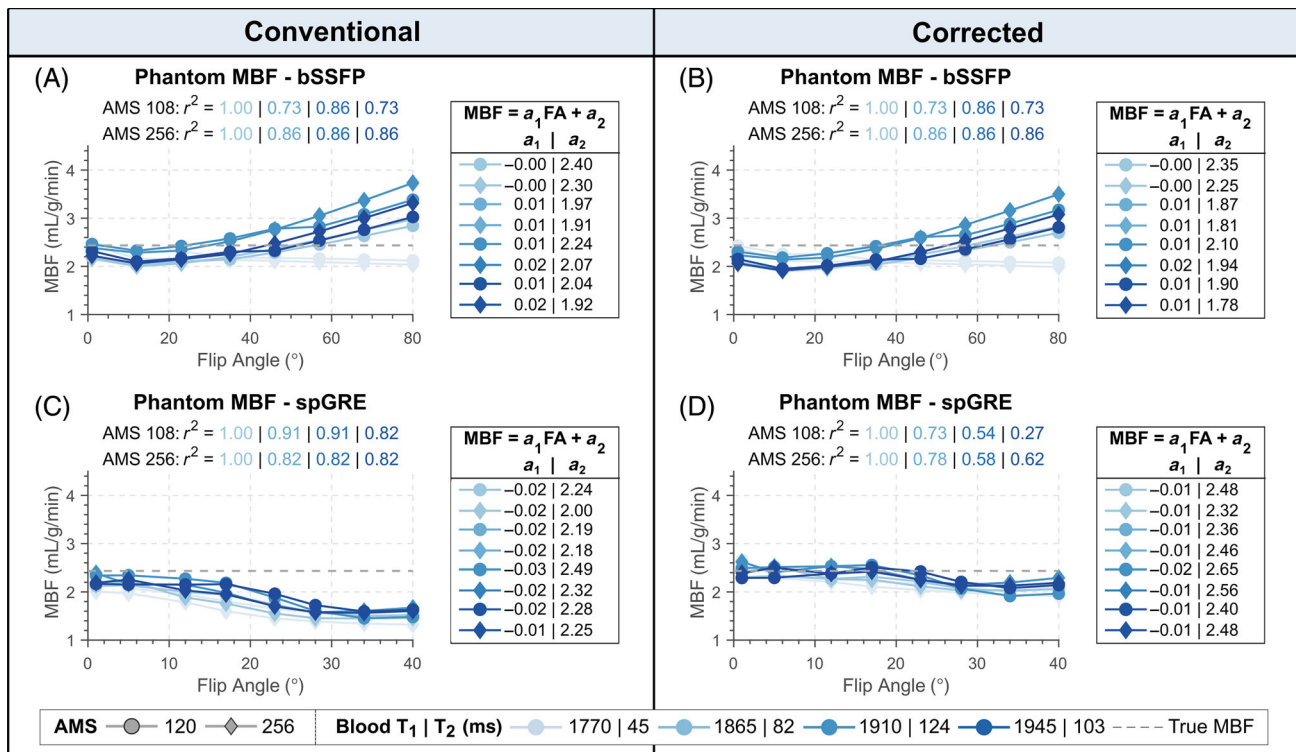 Conventional
Corrected
(A)
Phantom MBF - bSSFP
AMS 108: r² = 1.00 | 0.73 | 0.86 | 0.73
AMS 256: r² = 1.00 | 0.86 | 0.86 | 0.86
MBF (mL/g/min)
4
3
2
1
0 20 40 60 80
Flip Angle (°)
MBF = a₁FA + a₂
a₁ | a₂
−0.00 | 2.40
−0.00 | 2.30
0.01 | 1.97
0.01 | 1.91
0.01 | 2.24
0.02 | 2.07
0.01 | 2.04
0.02 | 1.92
(B)
Phantom MBF - bSSFP
AMS 108: r² = 1.00 | 0.73 | 0.86 | 0.73
AMS 256: r² = 1.00 | 0.86 | 0.86 | 0.86
MBF (mL/g/min)
4
3
2
1
0 20 40 60 80
Flip Angle (°)
MBF = a₁FA + a₂
a₁ | a₂
−0.00 | 2.35
−0.00 | 2.25
0.01 | 1.87
0.01 | 1.81
0.01 | 2.10
0.02 | 1.94
0.01 | 1.90
0.01 | 1.78
(C)
Phantom MBF - spGRE
AMS 108: r² = 1.00 | 0.91 | 0.91 | 0.82
AMS 256: r² = 1.00 | 0.82 | 0.82 | 0.82
MBF (mL/g/min)
4
3
2
1
0 10 20 30 40
Flip Angle (°)
MBF = a₁FA + a₂
a₁ | a₂
−0.02 | 2.24
−0.02 | 2.00
−0.02 | 2.19
−0.02 | 2.18
−0.03 | 2.49
−0.02 | 2.32
−0.02 | 2.28
−0.01 | 2.25
(D)
Phantom MBF - spGRE
AMS 108: r² = 1.00 | 0.73 | 0.54 | 0.27
AMS 256: r² = 1.00 | 0.78 | 0.58 | 0.62
MBF (mL/g/min)
4
3
2
1
0 10 20 30 40
Flip Angle (°)
MBF = a₁FA + a₂
a₁ | a₂
−0.01 | 2.48
−0.01 | 2.32
−0.01 | 2.36
−0.01 | 2.46
−0.02 | 2.65
−0.01 | 2.56
−0.01 | 2.40
−0.01 | 2.48
AMS 120 256 Blood T₁ | T₂ (ms) 1770 | 45 1865 | 82 1910 | 124 1945 | 103 True MBF